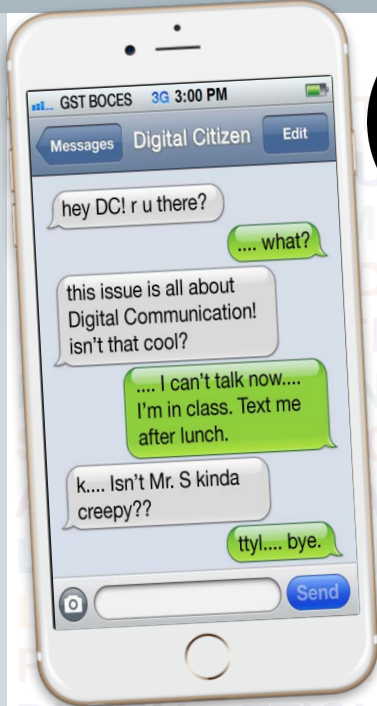 GST BOCES 3G 3:00 PM
Messages Digital Citizen Edit
hey DC! r u there?
.... what?
this issue is all about
Digital Communication!
isn't that cool?
.... I can't talk now....
I'm in class. Text me
after lunch.
k.... Isn't Mr. S kinda
creepy??
ttyl.... bye.
Send